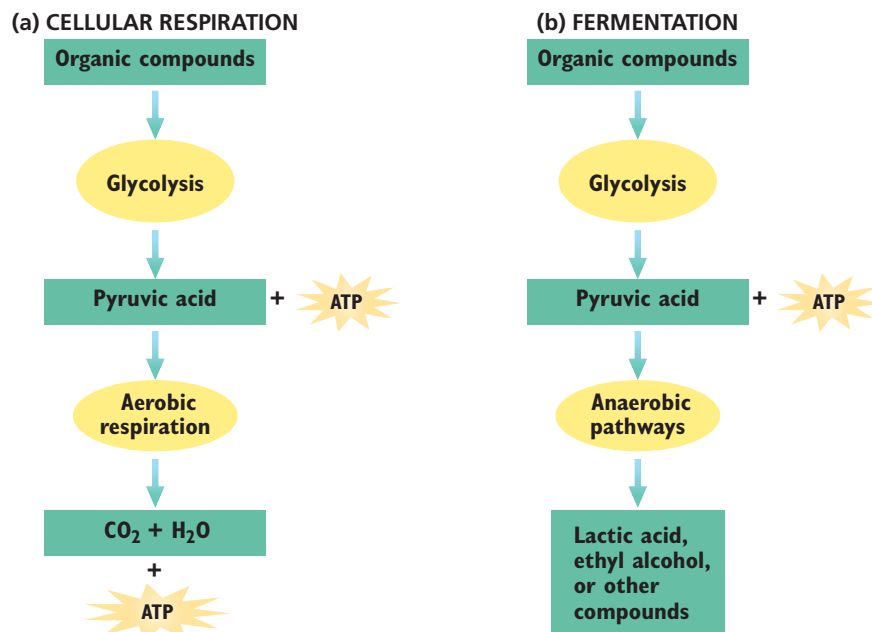 (a) CELLULAR RESPIRATION
Organic compounds
Glycolysis
Pyruvic acid
+
ATP
Aerobic
respiration
CO₂ + H₂O
+
ATP
(b) FERMENTATION
Organic compounds
Glycolysis
Pyruvic acid
+
ATP
Anaerobic
pathways
Lactic acid,
ethyl alcohol,
or other
compounds